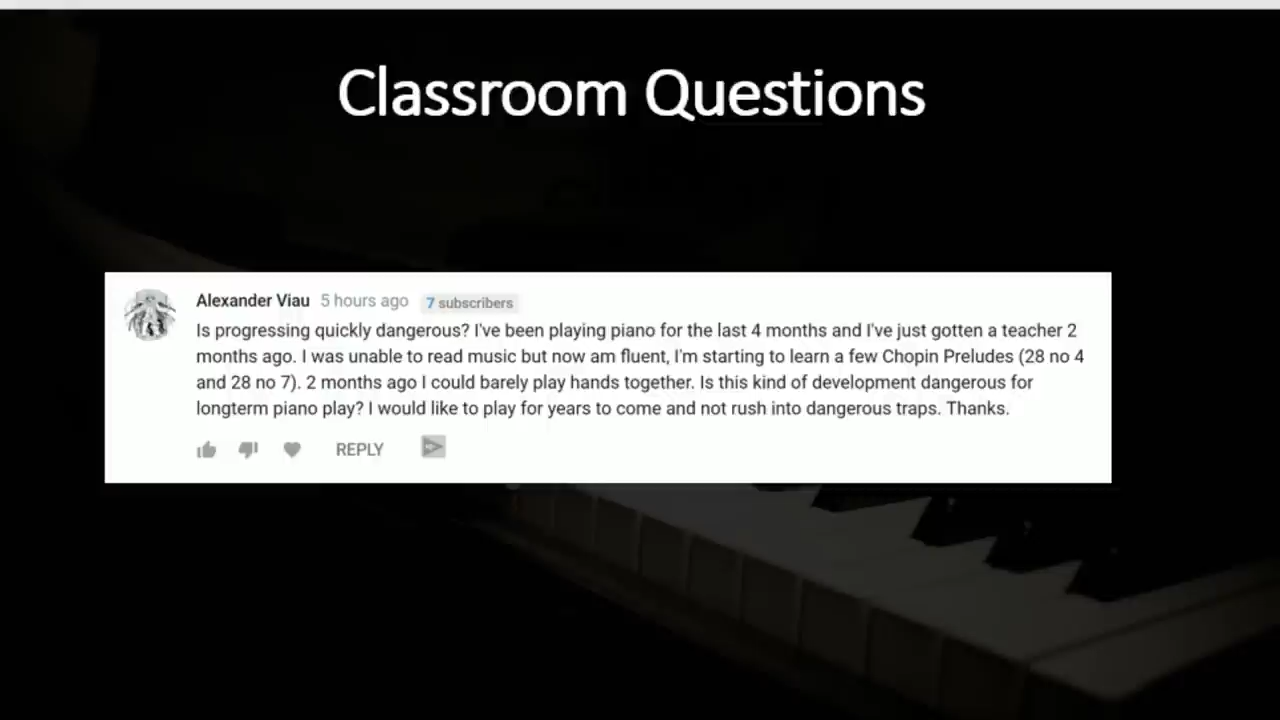 Classroom Questions
Alexander Viau 5 hours ago 7 subscribers
Is progressing quickly dangerous? I've been playing piano for the last 4 months and I've just gotten a teacher 2
months ago. I was unable to read music but now am fluent, I'm starting to learn a few Chopin Preludes (28 no 4
and 28 no 7). 2 months ago I could barely play hands together. Is this kind of development dangerous for
longterm piano play? I would like to play for years to come and not rush into dangerous traps. Thanks.
REPLY